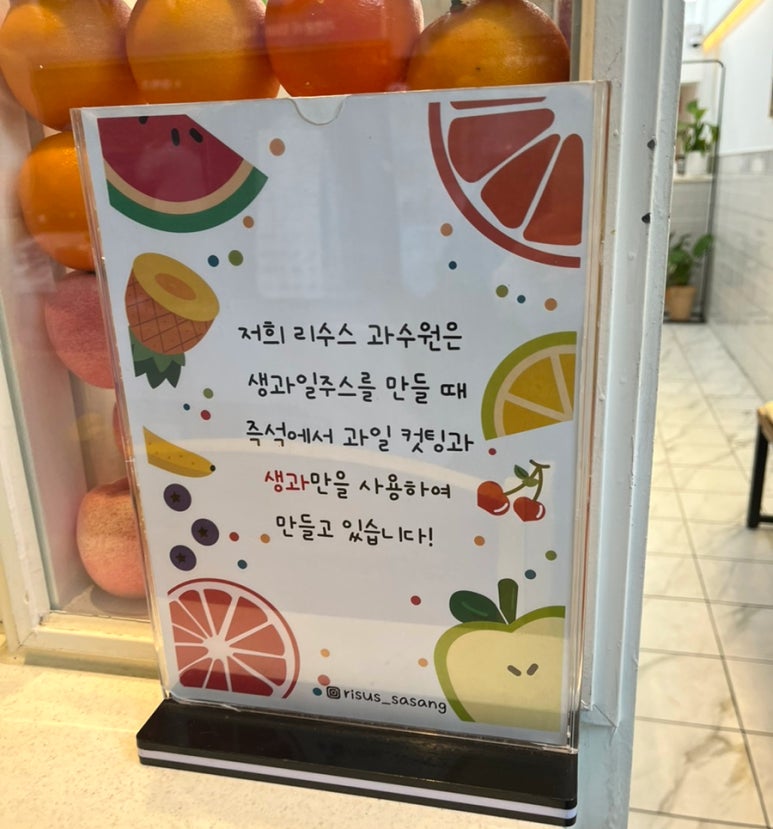 저희 리수스 과수원은
생과일주스를 만들 때
즉석에서 과일 컷팅과
생과만을 사용하여
만들고 있습니다!
risus_sasang